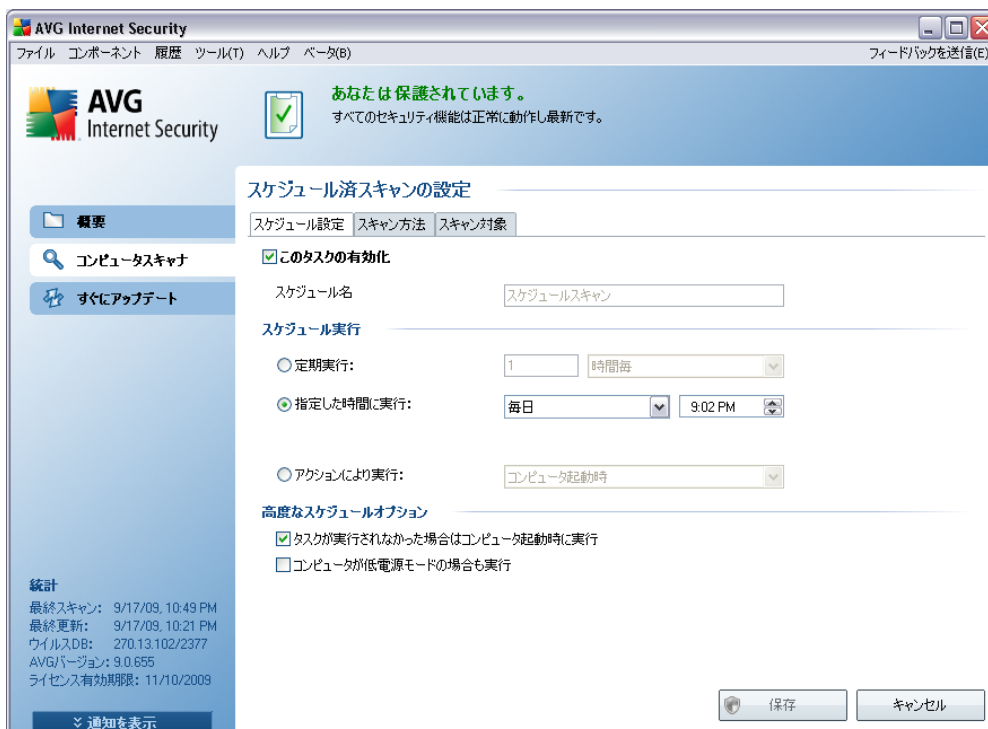 AVG Internet Security
ファイル コンポーネント 履歴 ツール(T) ヘルプ ベータ(B) フィードバックを送信(E)
AVG
Internet Security
あなたは保護されています。
すべてのセキュリティ機能は正常に動作し最新です。
スケジュール済スキャンの設定
概要
コンピュータスキャナ
すぐにアップデート
スケジュール設定 スキャン方法 スキャン対象
このタスクの有効化
スケジュール名 スケジュールスキャン
スケジュール実行
定期実行: 1 時間毎
指定した時間に実行: 毎日 9:02 PM
アクションにより実行: コンピュータ起動時
高度なスケジュールオプション
タスクが実行されなかった場合はコンピュータ起動時に実行
コンピュータが低電源モードの場合も実行
統計
最終スキャン: 9/17/09, 10:49 PM
最終更新: 9/17/09, 10:21 PM
ウイルスDB: 270.13.102/2377
AVGバージョン: 9.0.655
ライセンス有効期限: 11/10/2009
通知を表示
保存 キャンセル